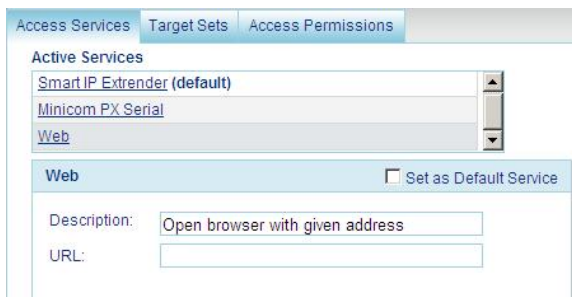 Access Services Target Sets Access Permissions
Active Services
Smart IP Extrender (default)
Minicom PX Serial
Web
Web Set as Default Service
Description: Open browser with given address
URL: